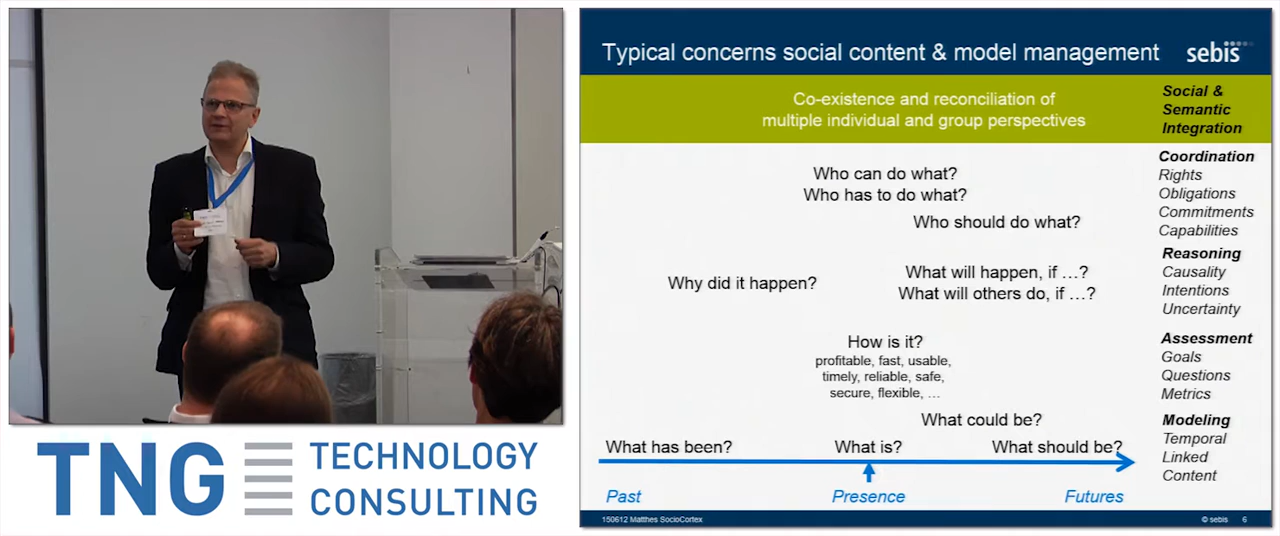 TNG
TECHNOLOGY
CONSULTING
Typical concerns social content & model management
sebis
Co-existence and reconciliation of
multiple individual and group perspectives
Social &
Semantic
Integration
Who can do what?
Who has to do what?
Who should do what?
Coordination
Rights
Obligations
Commitments
Capabilities
Why did it happen?
What will happen, if …?
What will others do, if …?
Reasoning
Causality
Intentions
Uncertainty
How is it?
profitable, fast, usable,
timely, reliable, safe,
secure, flexible, …
Assessment
Goals
Questions
Metrics
What could be?
What has been?
What is?
What should be?
Modeling
Temporal
Linked
Content
Past
Presence
Futures
150612 Matthes SocioCortex
© sebis 6